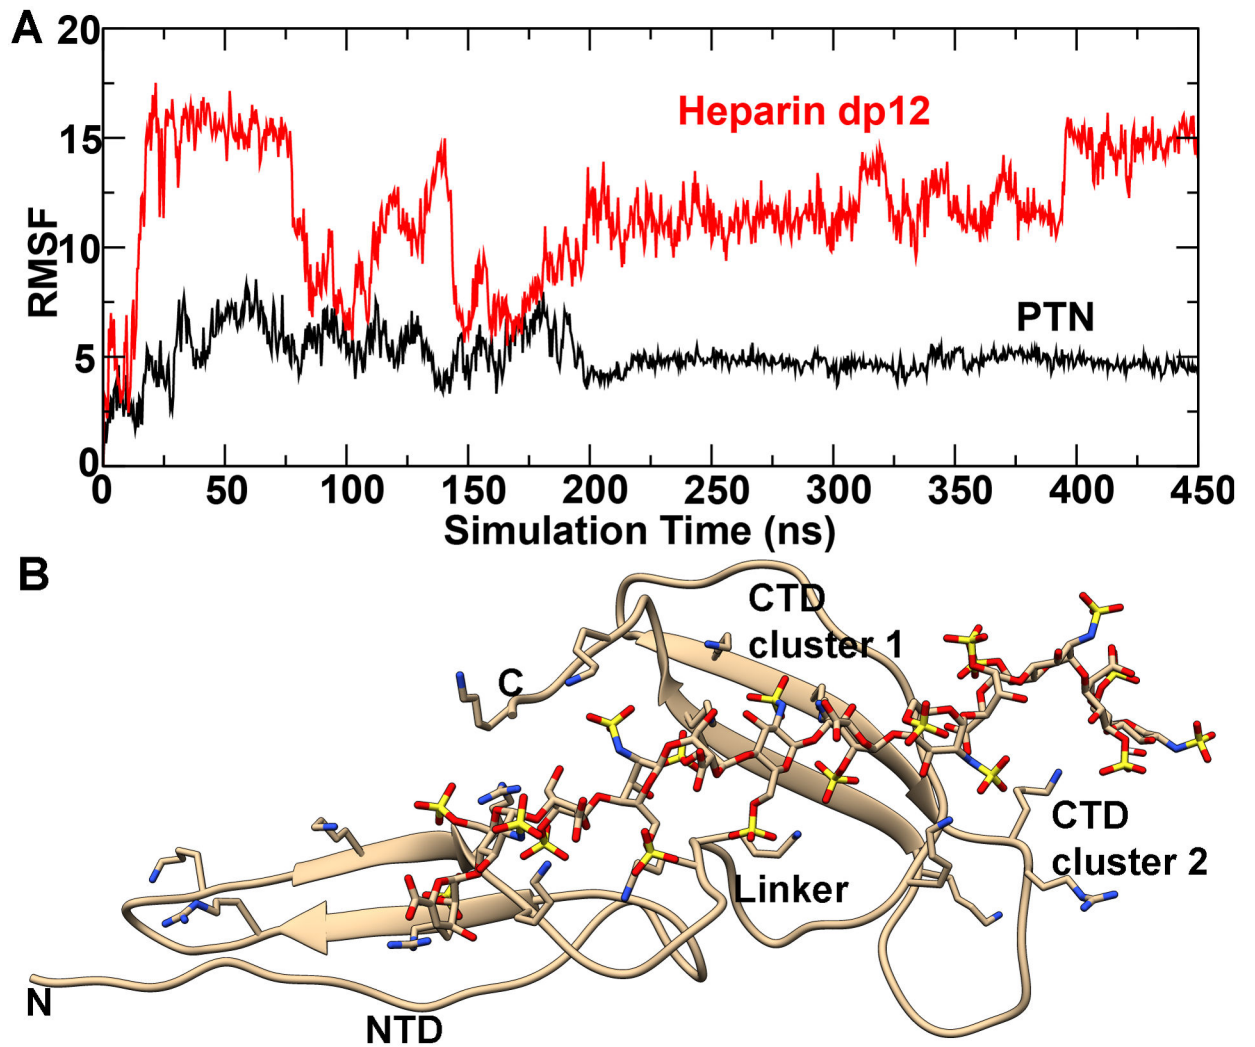 A
20
15
10
5
0
RMSF
Heparin dp12
PTN
0 50 100 150 200 250 300 350 400 450
Simulation Time (ns)
B
CTD
cluster 1
C
CTD
cluster 2
Linker
N
NTD